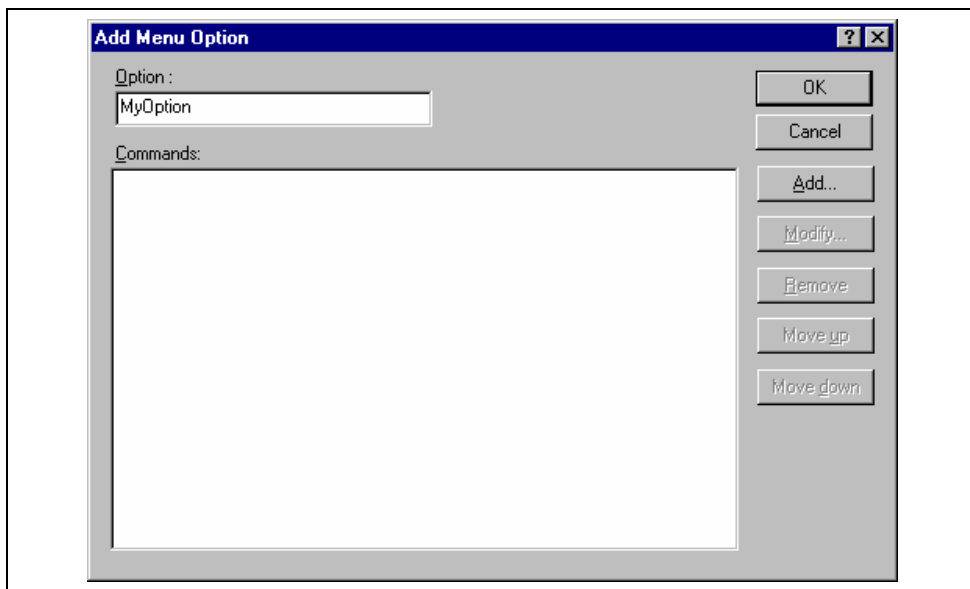 Add Menu Option
Option :
MyOption
Commands:
OK
Cancel
Add...
Modify...
Remove
Move up
Move down